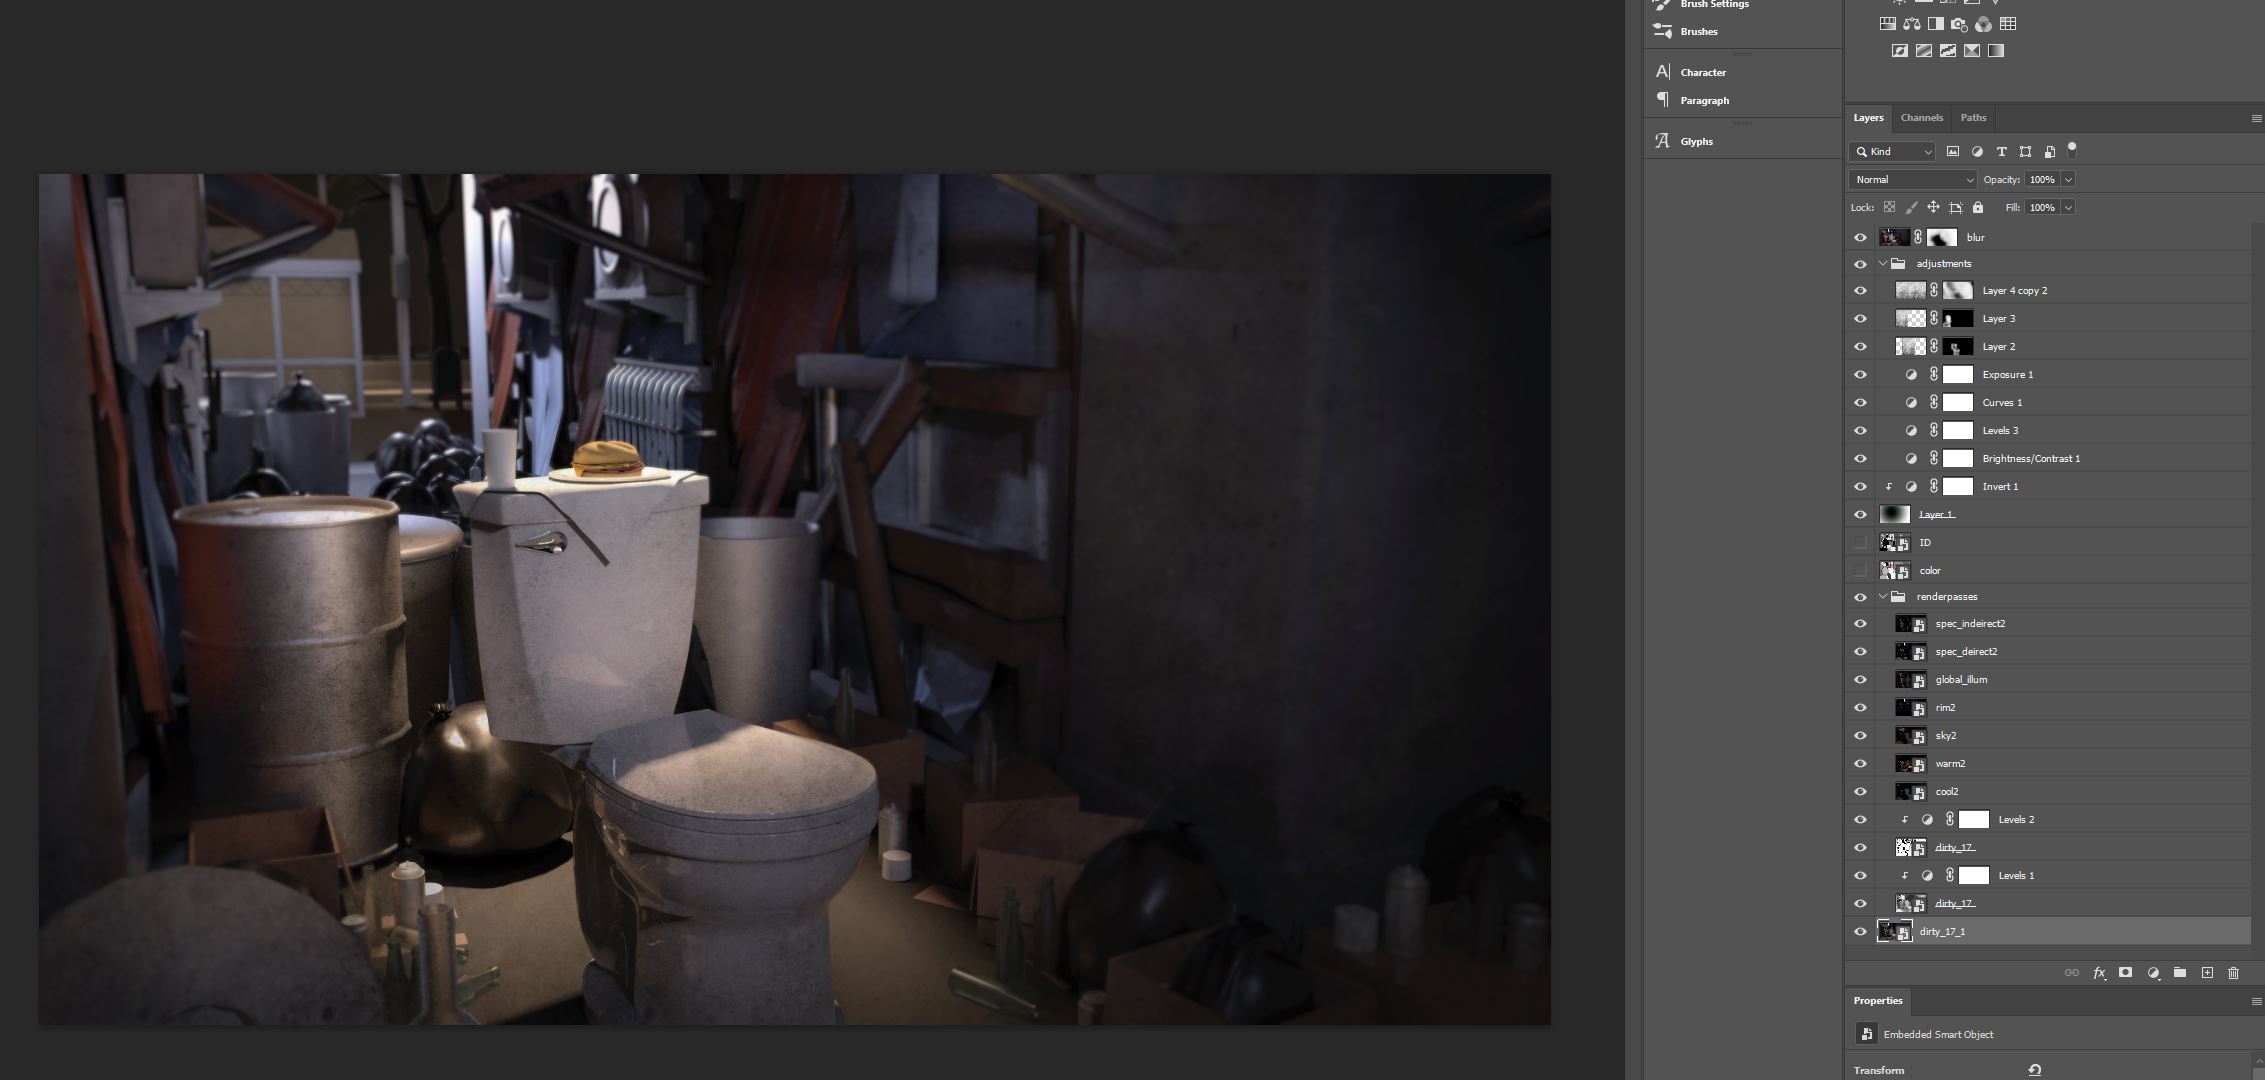 Brush Settings
Brushes
Character
Paragraph
Glyphs
Layers Channels Paths
Kind
Normal Opacity: 100%
Lock: Fill: 100%
blur
adjustments
Layer 4 copy 2
Layer 3
Layer 2
Exposure 1
Curves 1
Levels 3
Brightness/Contrast 1
Invert 1
Layer 1
ID
color
renderpasses
spec_indeirect2
spec_deirect2
global_illum
rim2
sky2
warm2
cool2
Levels 2
dirty_17_
Levels 1
dirty_17_
dirty_17_1
fx
Properties
Embedded Smart Object
Transform